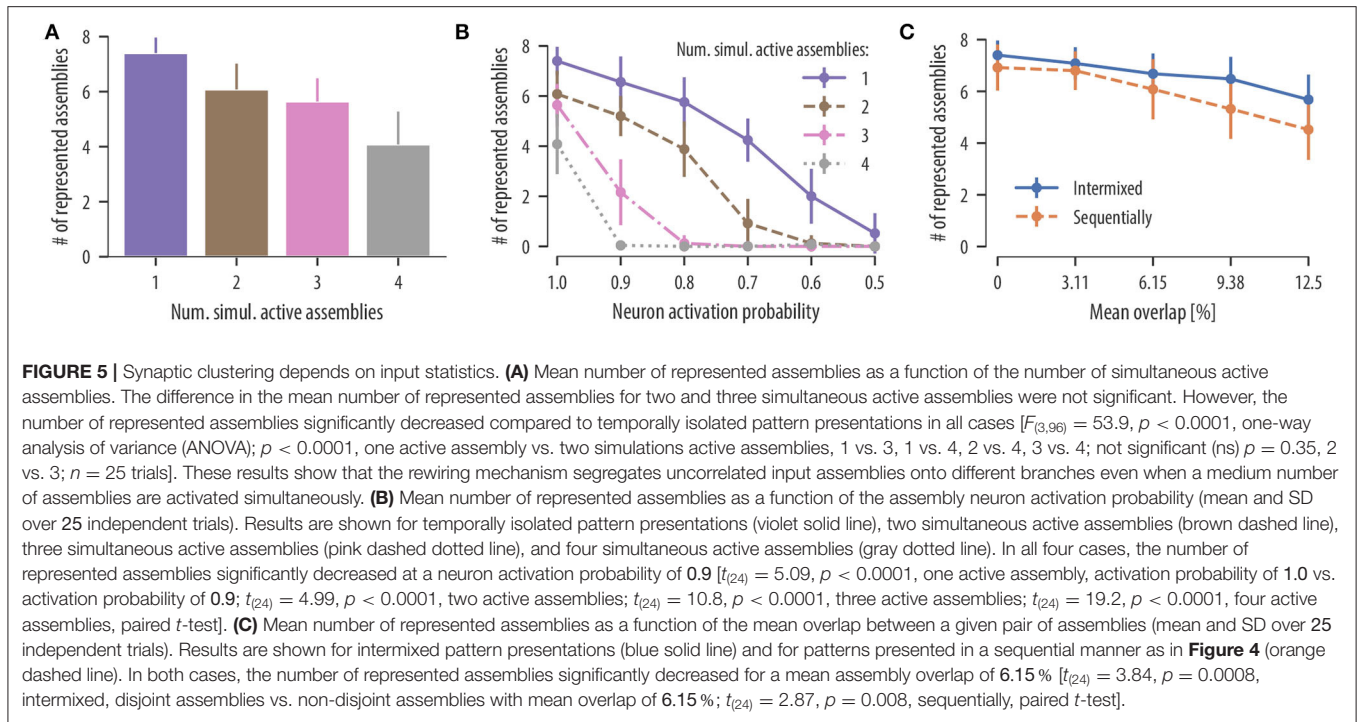 A
8
6
4
2
0
# of represented assemblies
1
2
3
4
Num. simul. active assemblies
B
8
6
4
2
0
# of represented assemblies
Num. simul. active assemblies:
1
2
3
4
1.0
0.9
0.8
0.7
0.6
0.5
Neuron activation probability
C
8
6
4
2
0
# of represented assemblies
Intermixed
Sequentially
0
3.11
6.15
9.38
12.5
Mean overlap [%]
FIGURE 5 | Synaptic clustering depends on input statistics. (A) Mean number of represented assemblies as a function of the number of simultaneous active
assemblies. The difference in the mean number of represented assemblies for two and three simultaneous active assemblies were not significant. However, the
number of represented assemblies significantly decreased compared to temporally isolated pattern presentations in all cases [F(3,96) = 53.9, p < 0.0001, one-way
analysis of variance (ANOVA); p < 0.0001, one active assembly vs. two simulations active assemblies, 1 vs. 3, 1 vs. 4, 2 vs. 4, 3 vs. 4; not significant (ns) p = 0.35, 2
vs. 3; n = 25 trials]. These results show that the rewiring mechanism segregates uncorrelated input assemblies onto different branches even when a medium number
of assemblies are activated simultaneously. (B) Mean number of represented assemblies as a function of the assembly neuron activation probability (mean and SD
over 25 independent trials). Results are shown for temporally isolated pattern presentations (violet solid line), two simultaneous active assemblies (brown dashed line),
three simultaneous active assemblies (pink dashed dotted line), and four simultaneous active assemblies (gray dotted line). In all four cases, the number of
represented assemblies significantly decreased at a neuron activation probability of 0.9 [t(24) = 5.09, p < 0.0001, one active assembly, activation probability of 1.0 vs.
activation probability of 0.9; t(24) = 4.99, p < 0.0001, two active assemblies; t(24) = 10.8, p < 0.0001, three active assemblies; t(24) = 19.2, p < 0.0001, four active
assemblies, paired t-test]. (C) Mean number of represented assemblies as a function of the mean overlap between a given pair of assemblies (mean and SD over 25
independent trials). Results are shown for intermixed pattern presentations (blue solid line) and for patterns presented in a sequential manner as in Figure 4 (orange
dashed line). In both cases, the number of represented assemblies significantly decreased for a mean assembly overlap of 6.15 % [t(24) = 3.84, p = 0.0008,
intermixed, disjoint assemblies vs. non-disjoint assemblies with mean overlap of 6.15 %; t(24) = 2.87, p = 0.008, sequentially, paired t-test].